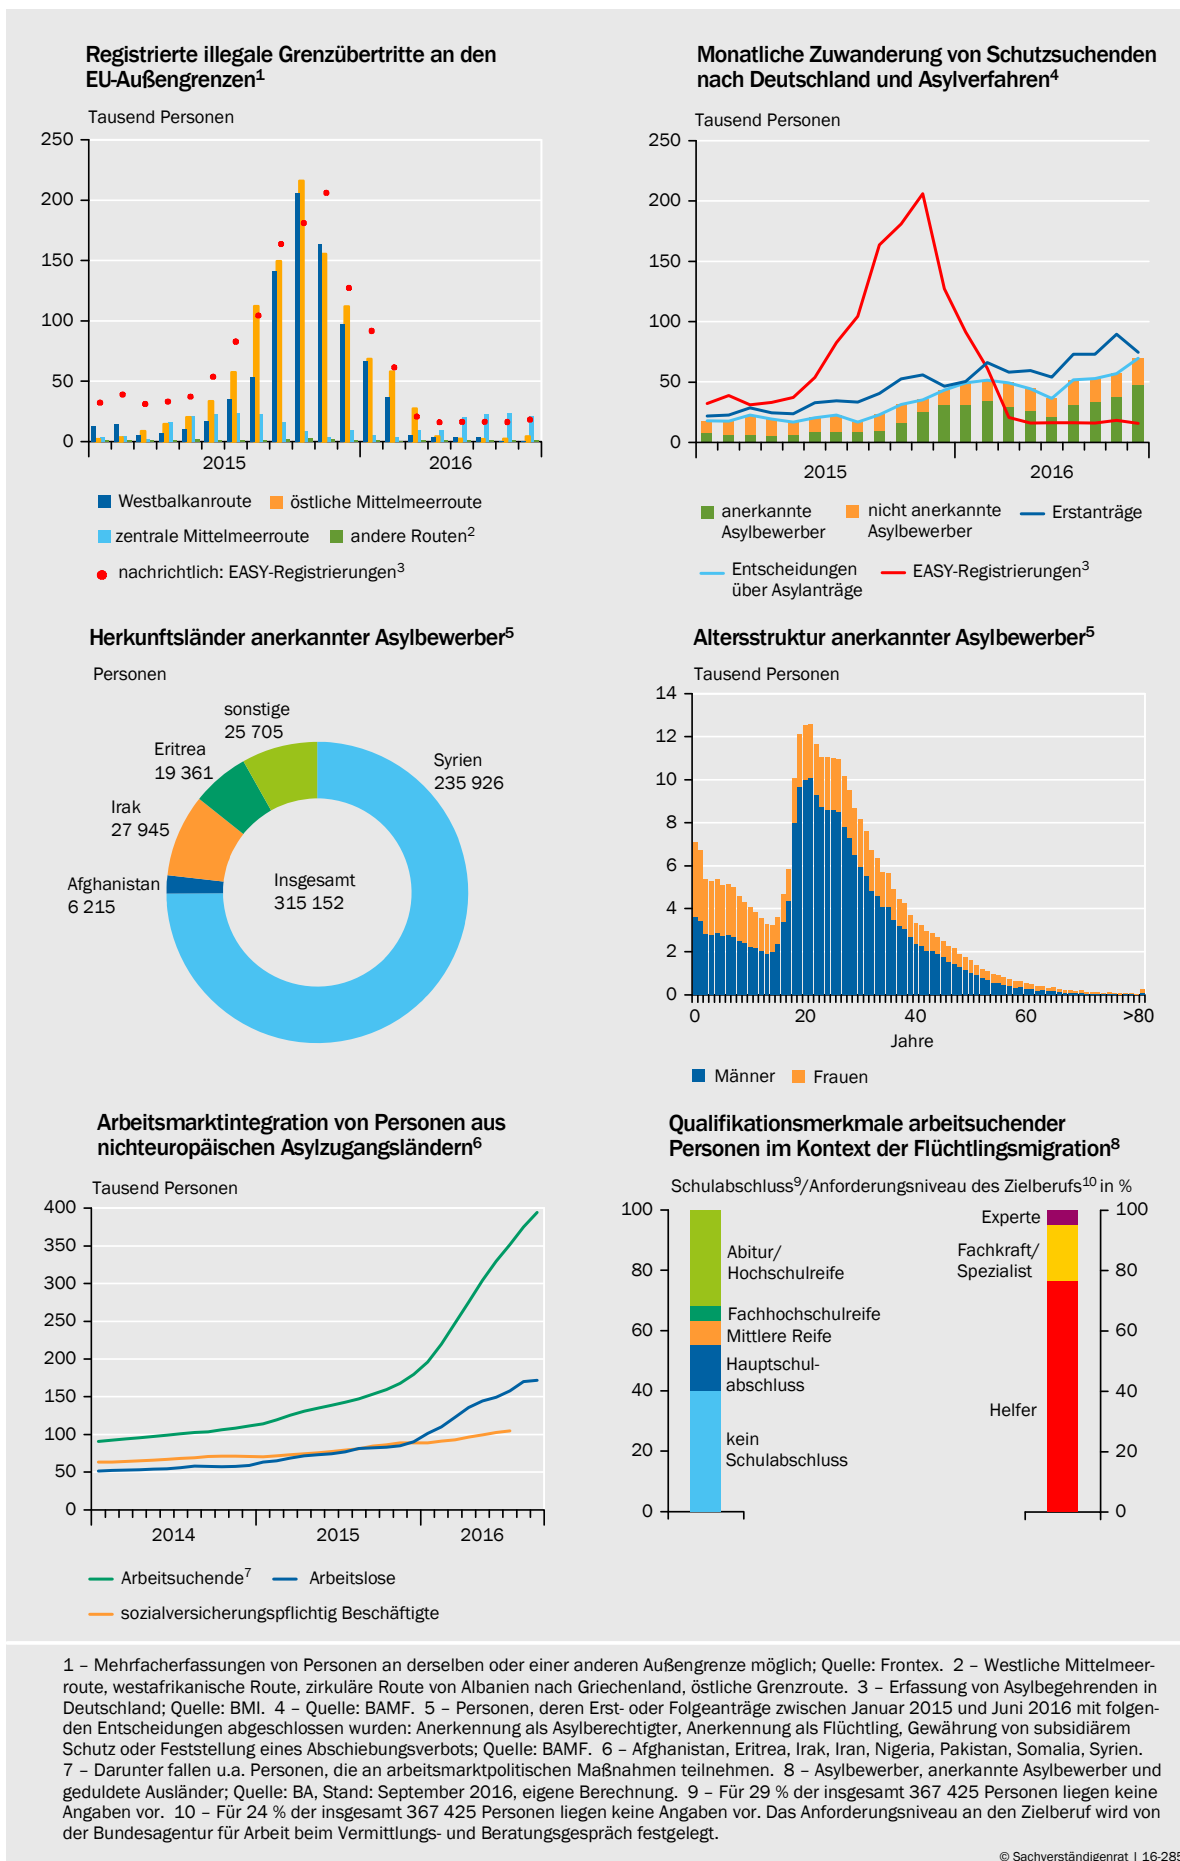 Registrierte illegale Grenzübertritte an den
EU-Außengrenzen1
Tausend Personen
250
200
150
100
50
0
2015
2016
Westbalkanroute
östliche Mittelmeerroute
zentrale Mittelmeerroute
andere Routen2
nachrichtlich: EASY-Registrierungen3
Monatliche Zuwanderung von Schutzsuchenden
nach Deutschland und Asylverfahren4
Tausend Personen
250
200
150
100
50
0
2015
2016
anerkannte
Asylbewerber
nicht anerkannte
Asylbewerber
Erstanträge
Entscheidungen
über Asylanträge
EASY-Registrierungen3
Herkunftsländer anerkannter Asylbewerber5
Personen
sonstige
25 705
Eritrea
19 361
Irak
27 945
Afghanistan
6 215
Syrien
235 926
Insgesamt
315 152
Altersstruktur anerkannter Asylbewerber5
Tausend Personen
14
12
10
8
6
4
2
0
0
20
40
60
>80
Jahre
Männer
Frauen
Arbeitsmarktintegration von Personen aus
nichteuropäischen Asylzugangsländern6
Tausend Personen
400
350
300
250
200
150
100
50
0
2014
2015
2016
Arbeitsuchende7
Arbeitslose
sozialversicherungspflichtig Beschäftigte
Qualifikationsmerkmale arbeitsuchender
Personen im Kontext der Flüchtlingsmigration8
Schulabschluss9/Anforderungsniveau des Zielberufs10 in %
100
80
60
40
20
0
Abitur/
Hochschulreife
Fachhochschulreife
Mittlere Reife
Hauptschul-
abschluss
kein
Schulabschluss
Experte
Fachkraft/
Spezialist
Helfer
100
80
60
40
20
0
1 – Mehrfacherfassungen von Personen an derselben oder einer anderen Außengrenze möglich; Quelle: Frontex. 2 – Westliche Mittelmeer-
route, westafrikanische Route, zirkuläre Route von Albanien nach Griechenland, östliche Grenzroute. 3 – Erfassung von Asylbegehrenden in
Deutschland; Quelle: BMI. 4 – Quelle: BAMF. 5 – Personen, deren Erst- oder Folgeanträge zwischen Januar 2015 und Juni 2016 mit folgen-
den Entscheidungen abgeschlossen wurden: Anerkennung als Asylberechtigter, Anerkennung als Flüchtling, Gewährung von subsidiärem
Schutz oder Feststellung eines Abschiebungsverbots; Quelle: BAMF. 6 – Afghanistan, Eritrea, Irak, Iran, Nigeria, Pakistan, Somalia, Syrien.
7 – Darunter fallen u.a. Personen, die an arbeitsmarktpolitischen Maßnahmen teilnehmen. 8 – Asylbewerber, anerkannte Asylbewerber und
geduldete Ausländer; Quelle: BA, Stand: September 2016, eigene Berechnung. 9 – Für 29 % der insgesamt 367 425 Personen liegen keine
Angaben vor. 10 – Für 24 % der insgesamt 367 425 Personen liegen keine Angaben vor. Das Anforderungsniveau an den Zielberuf wird von
der Bundesagentur für Arbeit beim Vermittlungs- und Beratungsgespräch festgelegt.
© Sachverständigenrat | 16-285